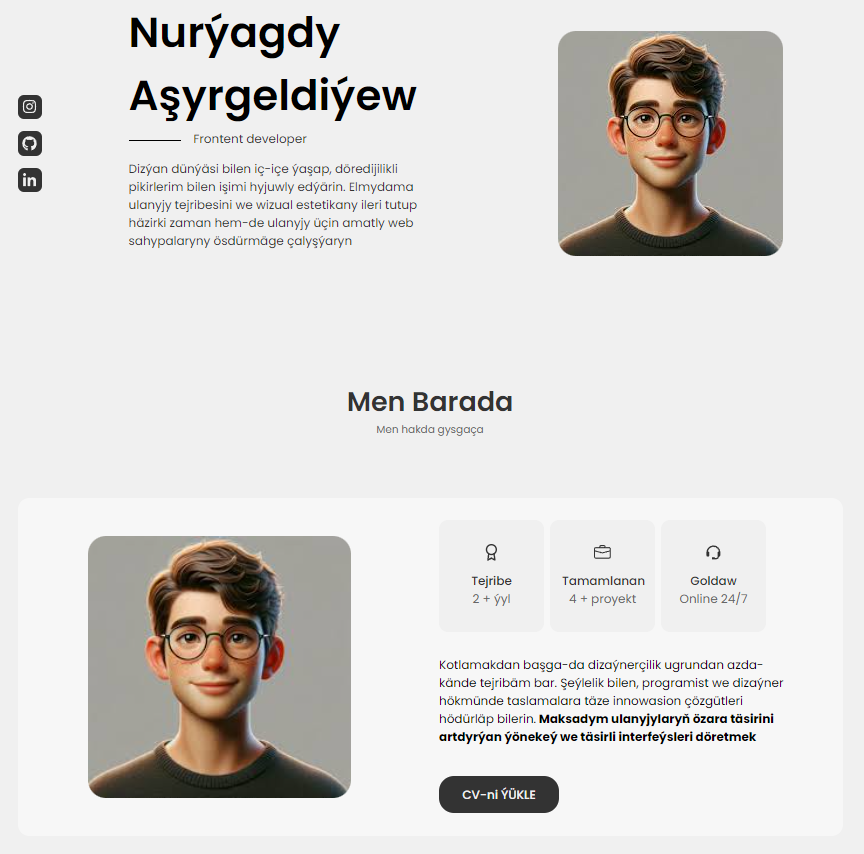 Nurýagdy
Aşyrgeldiýew
Frontent developer
Dizýan dünýäsi bilen iç-içe ýaşap, döredijilikli
pikirlerim bilen işimi hyjuwly edýärin. Elmydama
ulanyjy tejribesini we wizual estetikany ileri tutup
häzirki zaman hem-de ulanyjy üçin amatly web
sahypalaryny ösdürmäge çalyşýaryn
Men Barada
Men hakda gysgaça
Tejribe
2 + ýyl
Tamamlanan
4 + proyekt
Goldaw
Online 24/7
Kotlamakdan başga-da dizaýnerçilik ugrundan azda-
kände tejribäm bar. Şeýlelik bilen, programist we dizaýner
hökmünde taslamalara täze innowasion çözgütleri
hödürläp bilerin. Maksadym ulanyjylaryň özara täsirini
artdyrýan ýönekeý we täsirli interfeýsleri döretmek
CV-ni ÝÜKLE